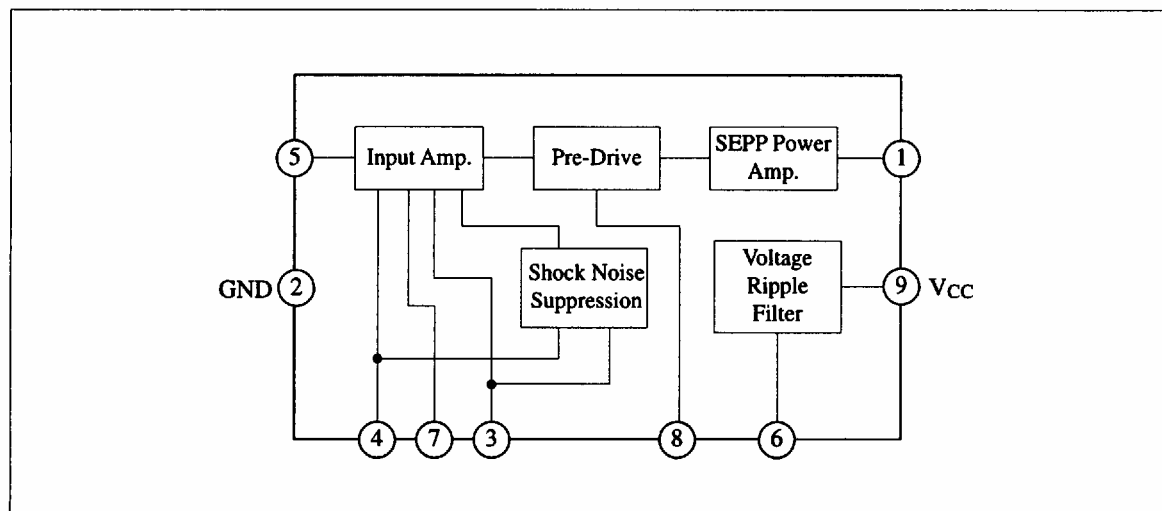 5
Input Amp.
Pre-Drive
SEPP Power
Amp.
1
GND
2
Shock Noise
Suppression
Voltage
Ripple
Filter
9
VCC
4
7
3
8
6